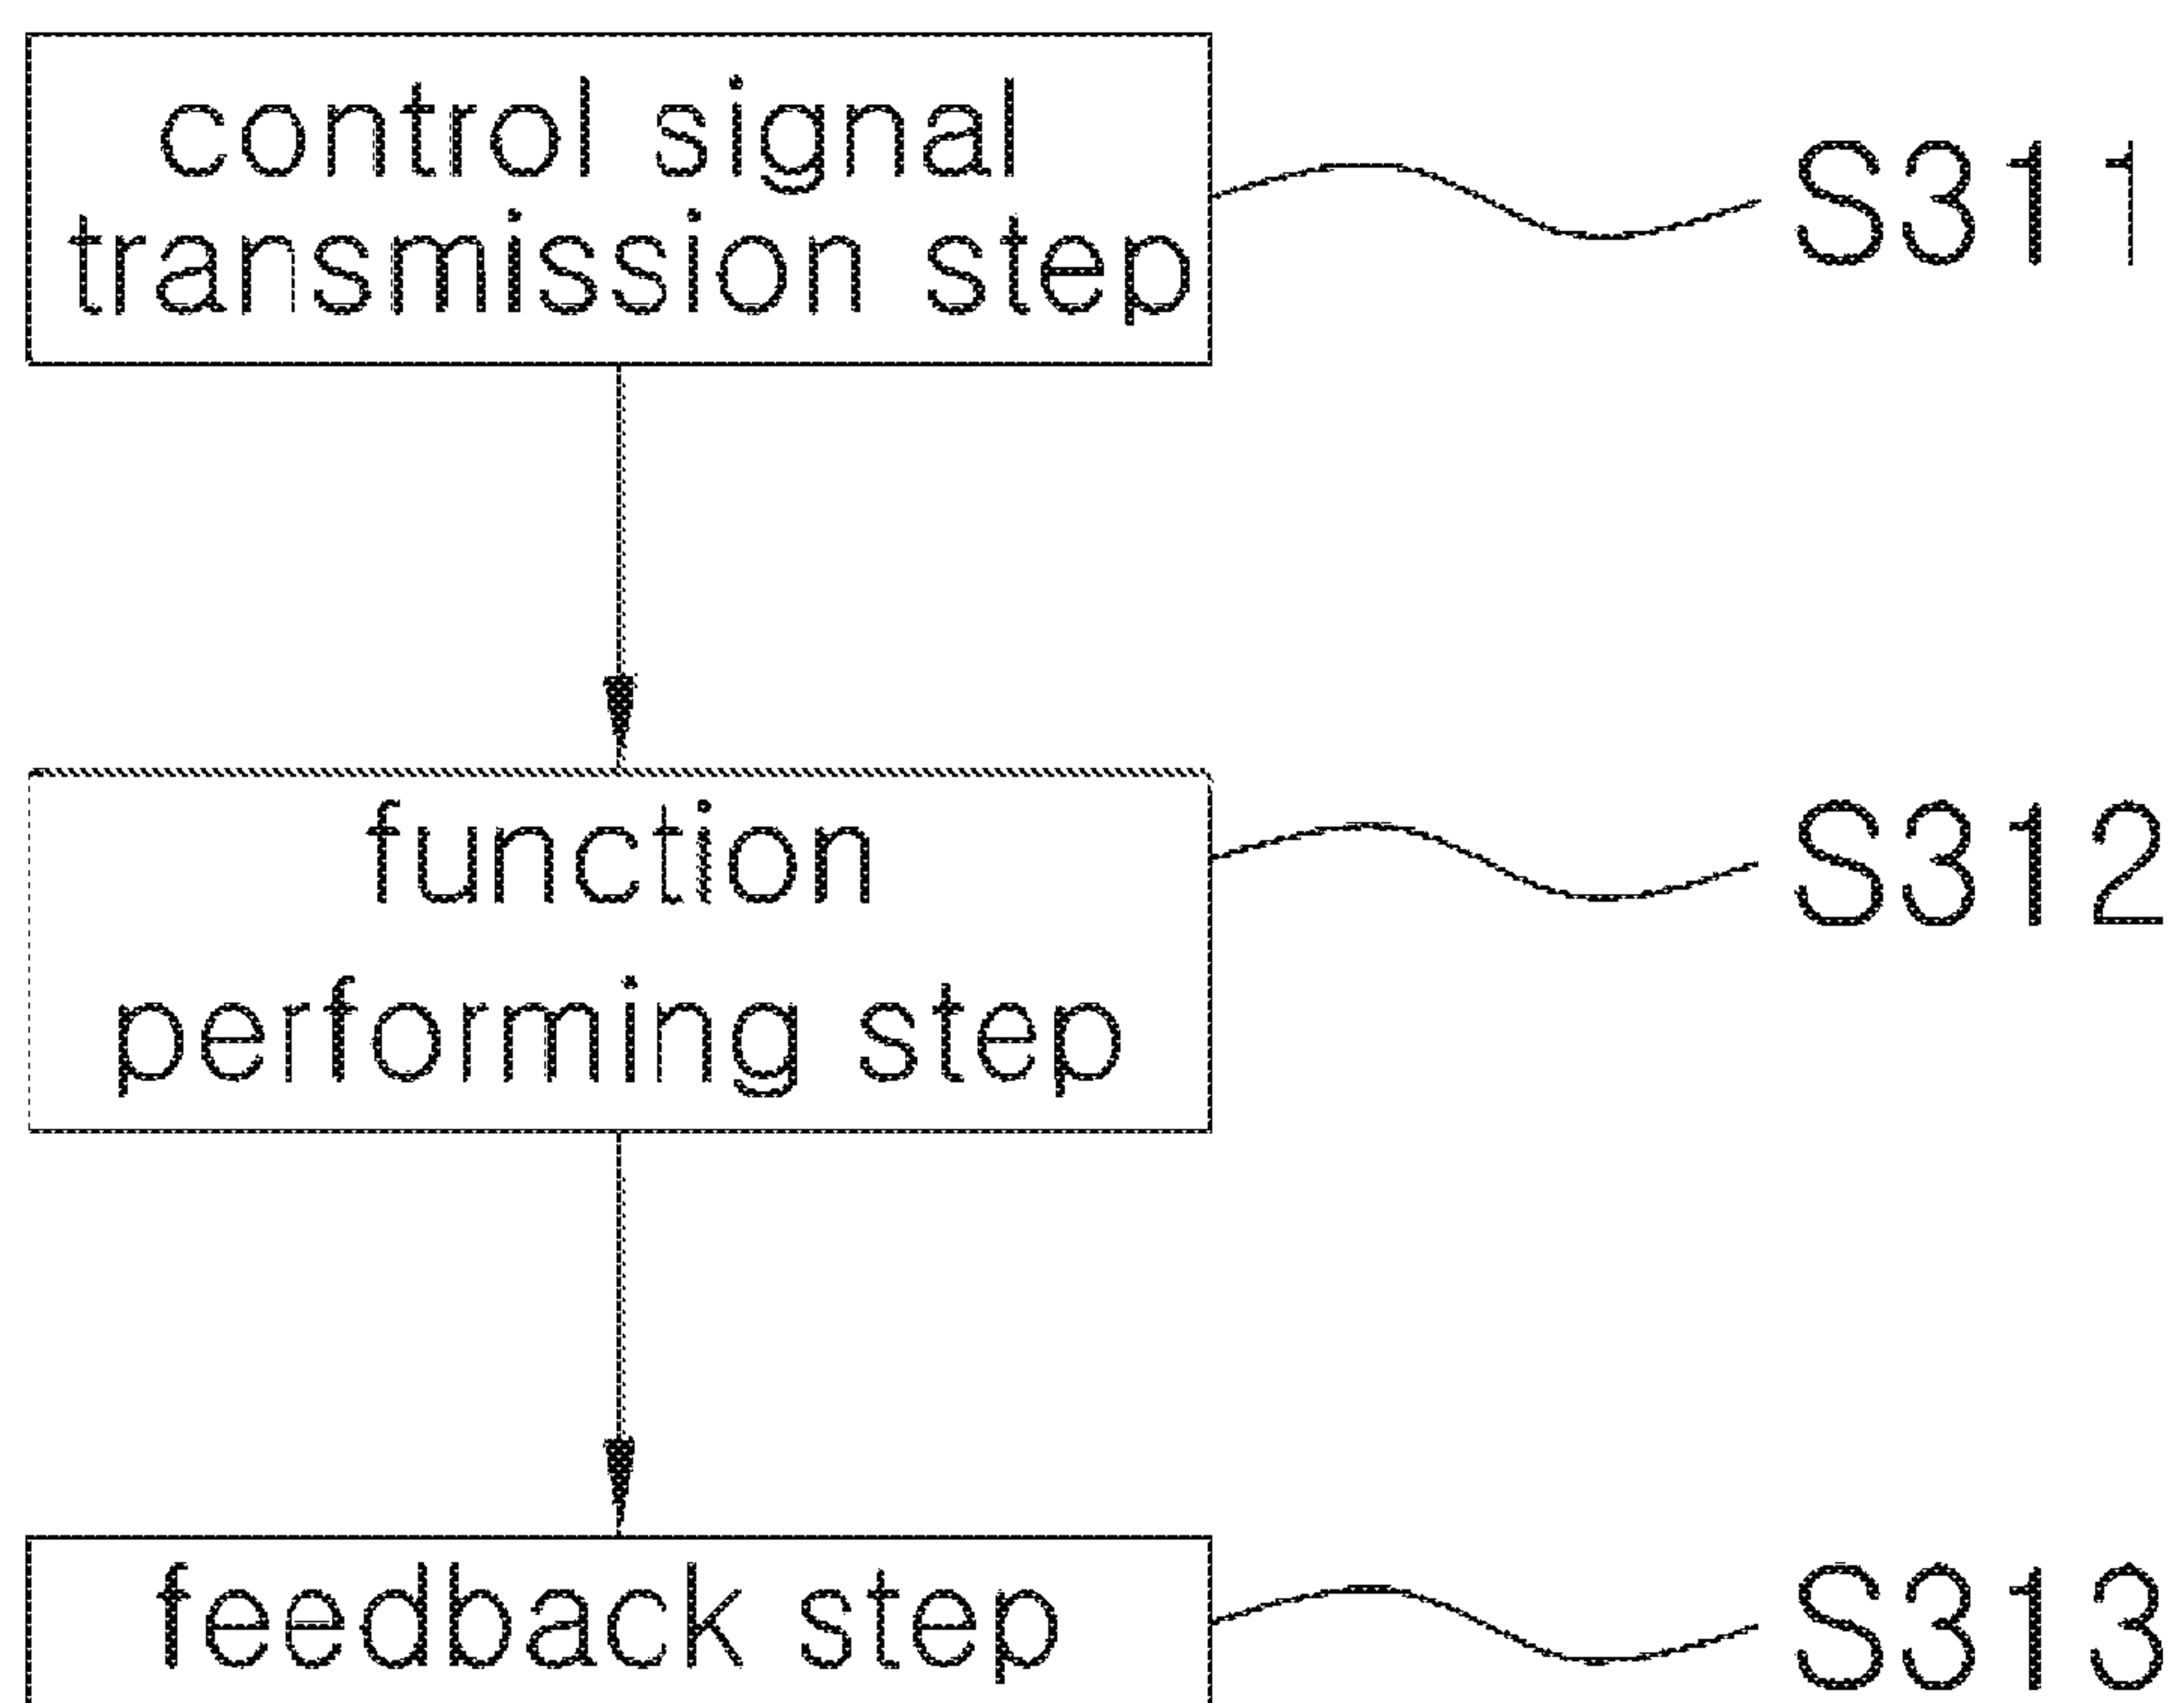 control signal
transmission step
S311
function
performing step
S312
feedback step
S313